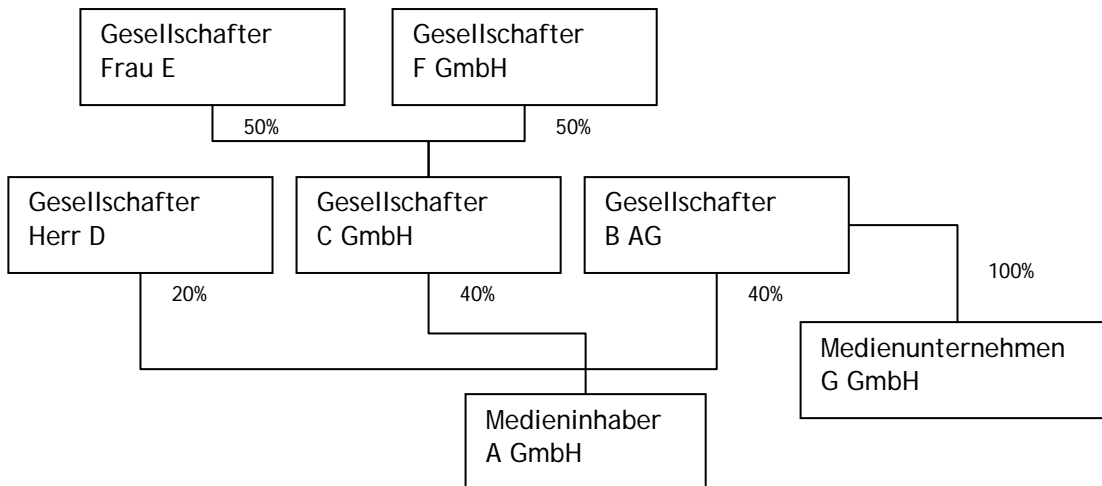 Gesellschafter
Frau E
Gesellschafter
F GmbH
50%
50%
Gesellschafter
Herr D
Gesellschafter
C GmbH
Gesellschafter
B AG
20%
40%
40%
100%
Medienunternehmen
G GmbH
Medieninhaber
A GmbH